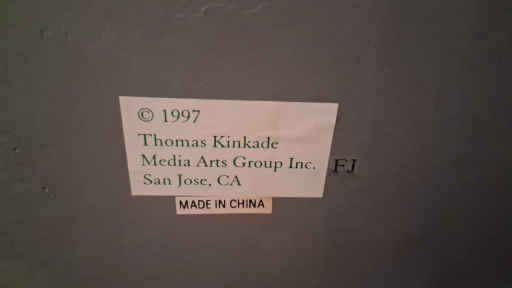 © 1997
Thomas Kinkade
Media Arts Group Inc.
San Jose, CA
FJ
MADE IN CHINA